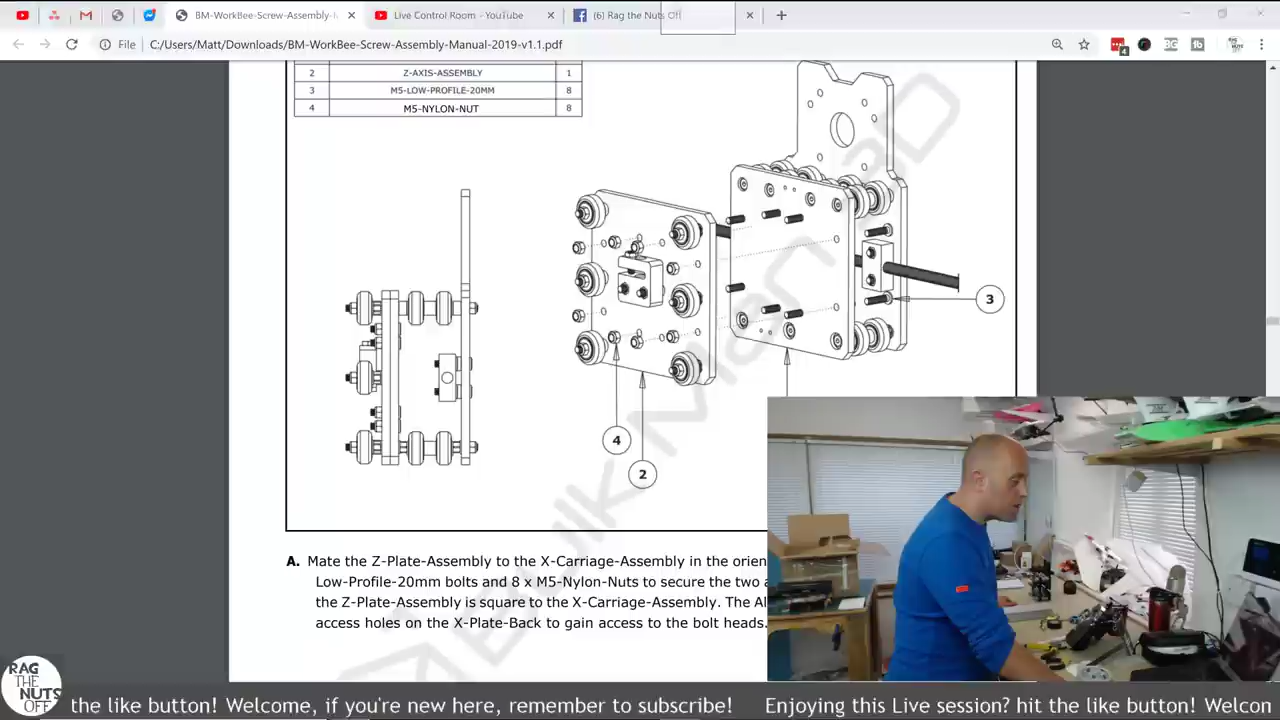 BM-WorkBee-Screw-Assembly-
Live Control Room - YouTube
(6) Rag the Nuts Off
File
C:/Users/Matt/Downloads/BM-WorkBee-Screw-Assembly-Manual-2019-v1.1.pdf
2 Z-AXIS-ASSEMBLY 1
3 M5-LOW-PROFILE-20MM 8
4 M5-NYLON-NUT 8
3
4
2
A. Mate the Z-Plate-Assembly to the X-Carriage-Assembly in the orien
Low-Profile-20mm bolts and 8 x M5-Nylon-Nuts to secure the two a
the Z-Plate-Assembly is square to the X-Carriage-Assembly. The Al
access holes on the X-Plate-Back to gain access to the bolt heads.
RAG
THE
NUTS
OFF
the like button! Welcome, if you're new here, remember to subscribe! Enjoying this Live session? hit the like button! Welcon